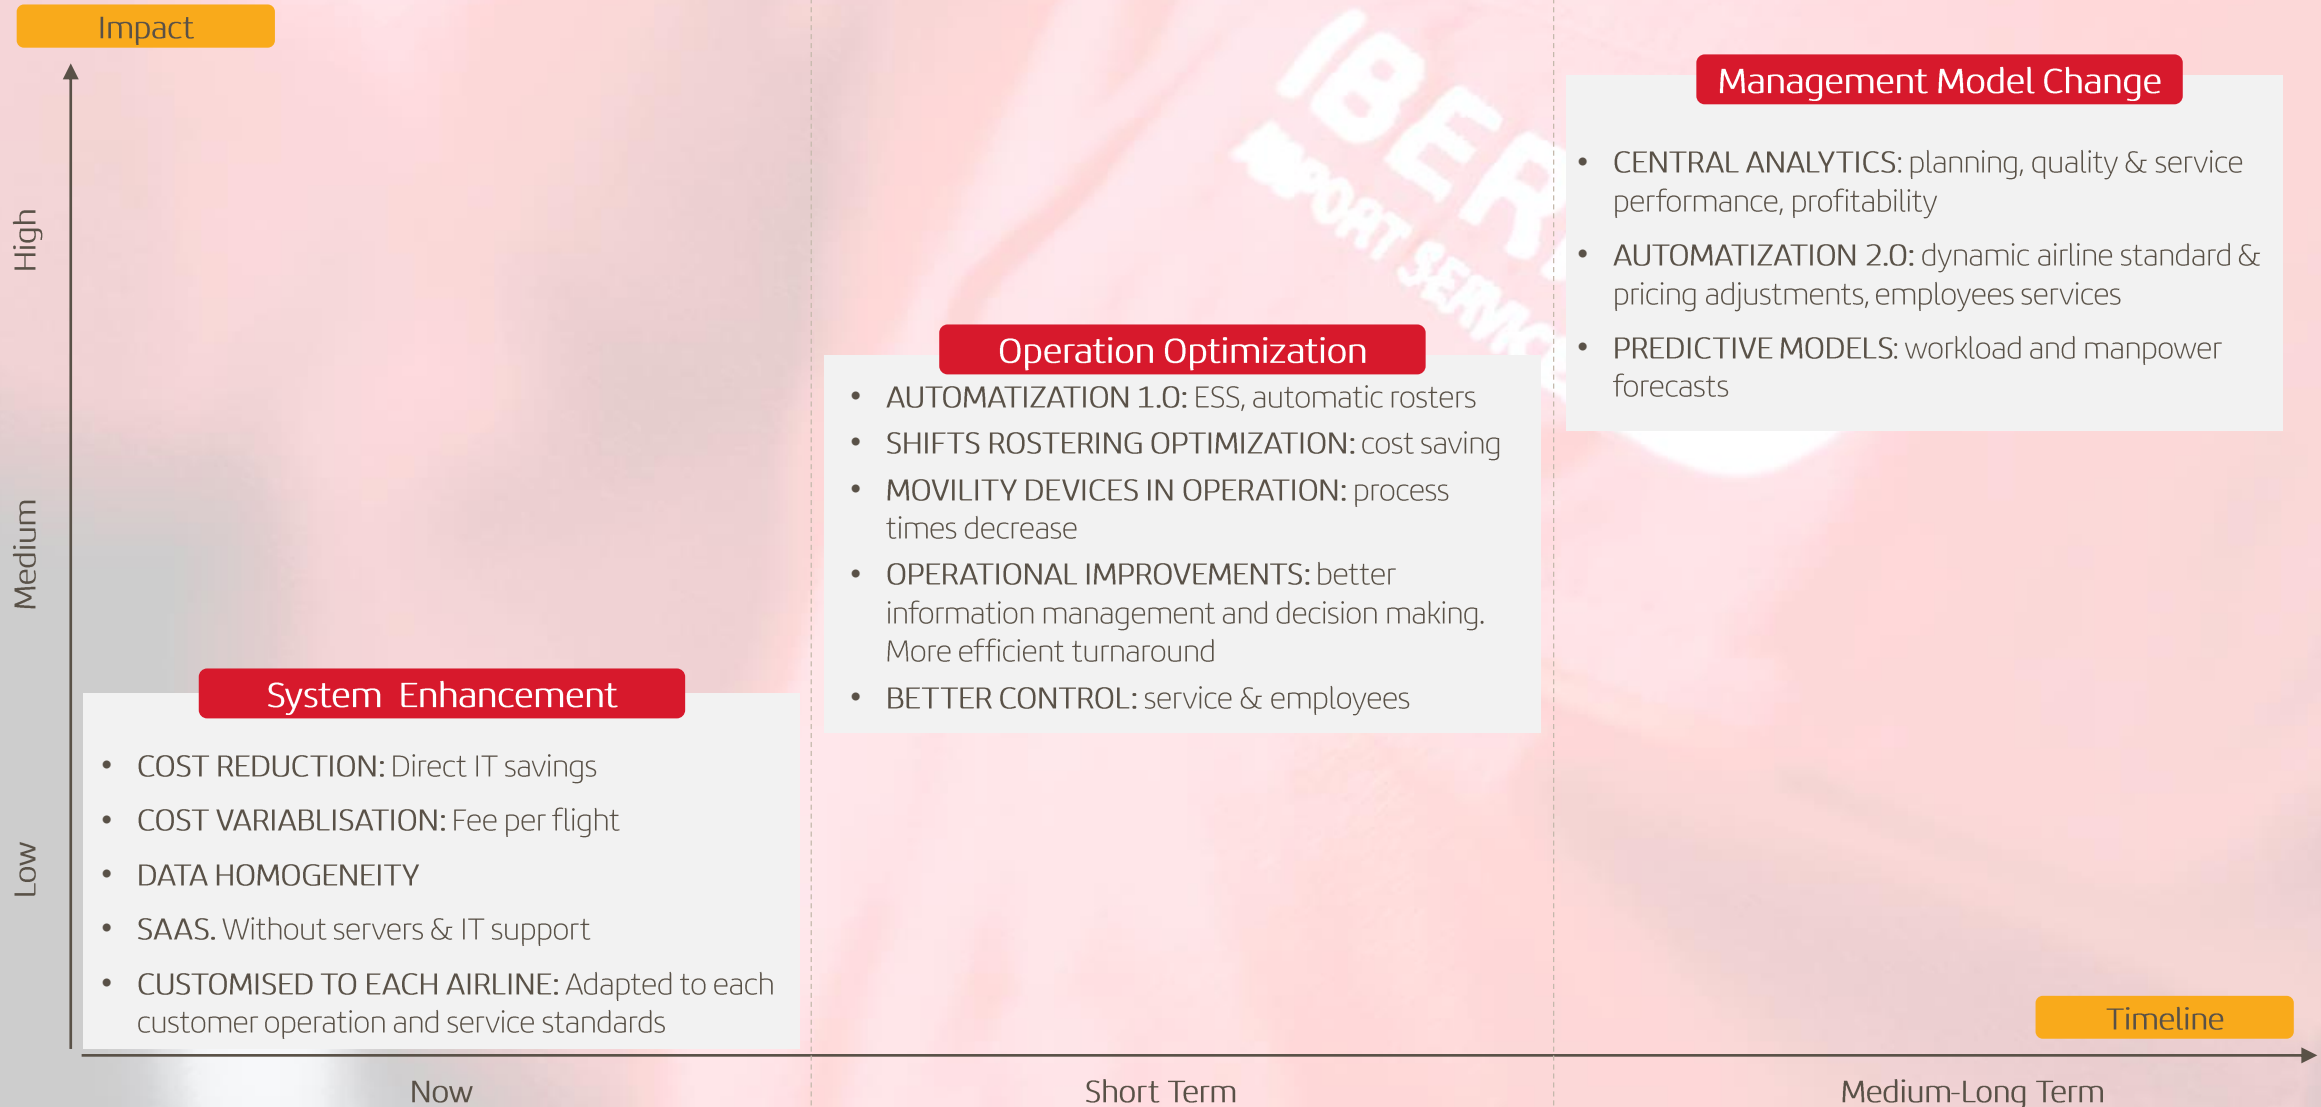 Impact
High
Medium
Low
IBER
AIRPORT SERVICE
Management Model Change
• CENTRAL ANALYTICS: planning, quality & service
performance, profitability
• AUTOMATIZATION 2.0: dynamic airline standard &
pricing adjustments, employees services
• PREDICTIVE MODELS: workload and manpower
forecasts
Operation Optimization
• AUTOMATIZATION 1.0: ESS, automatic rosters
• SHIFTS ROSTERING OPTIMIZATION: cost saving
• MOVILITY DEVICES IN OPERATION: process
times decrease
• OPERATIONAL IMPROVEMENTS: better
information management and decision making.
More efficient turnaround
• BETTER CONTROL: service & employees
System Enhancement
• COST REDUCTION: Direct IT savings
• COST VARIABLISATION: Fee per flight
• DATA HOMOGENEITY
• SAAS. Without servers & IT support
• CUSTOMISED TO EACH AIRLINE: Adapted to each
customer operation and service standards
Timeline
Now
Short Term
Medium-Long Term